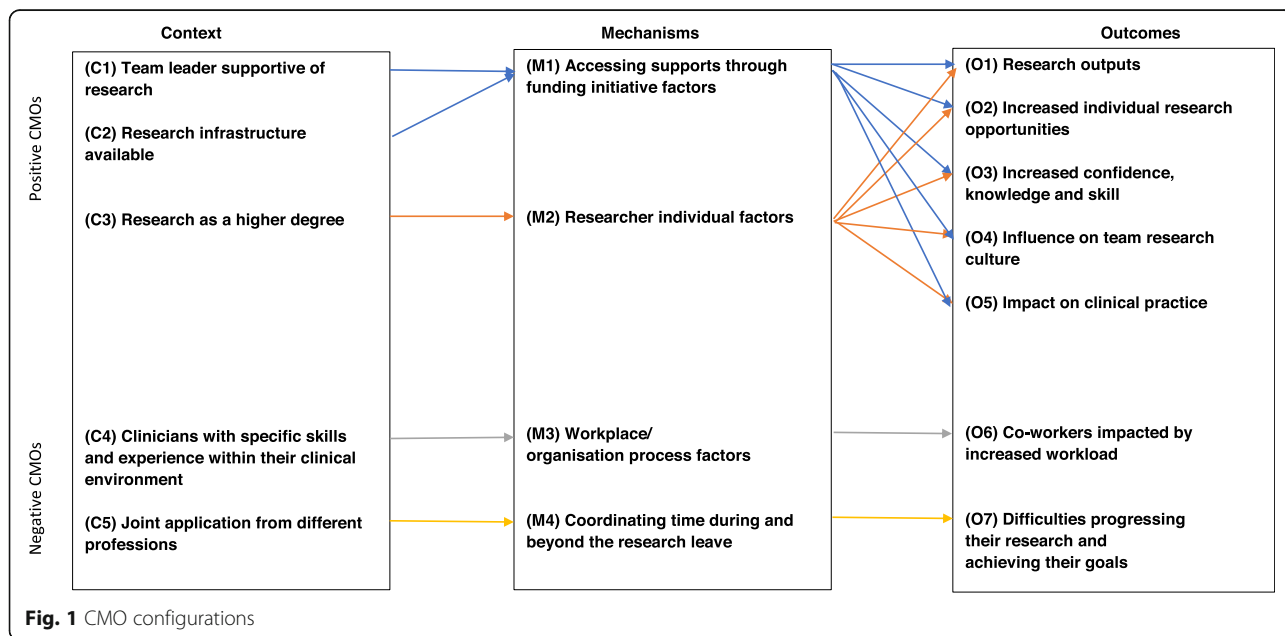 Context
Mechanisms
Outcomes
Positive CMOs
(C1) Team leader supportive of
research
(C2) Research infrastructure
available
(C3) Research as a higher degree
(M1) Accessing supports through
funding initiative factors
(M2) Researcher individual factors
(O1) Research outputs
(O2) Increased individual research
opportunities
(O3) Increased confidence,
knowledge and skill
(O4) Influence on team research
culture
(O5) Impact on clinical practice
Negative CMOs
(C4) Clinicians with specific skills
and experience within their clinical
environment
(C5) Joint application from different
professions
(M3) Workplace/
organisation process factors
(M4) Coordinating time during and
beyond the research leave
(O6) Co-workers impacted by
increased workload
(O7) Difficulties progressing
their research and
achieving their goals
Fig. 1 CMO configurations